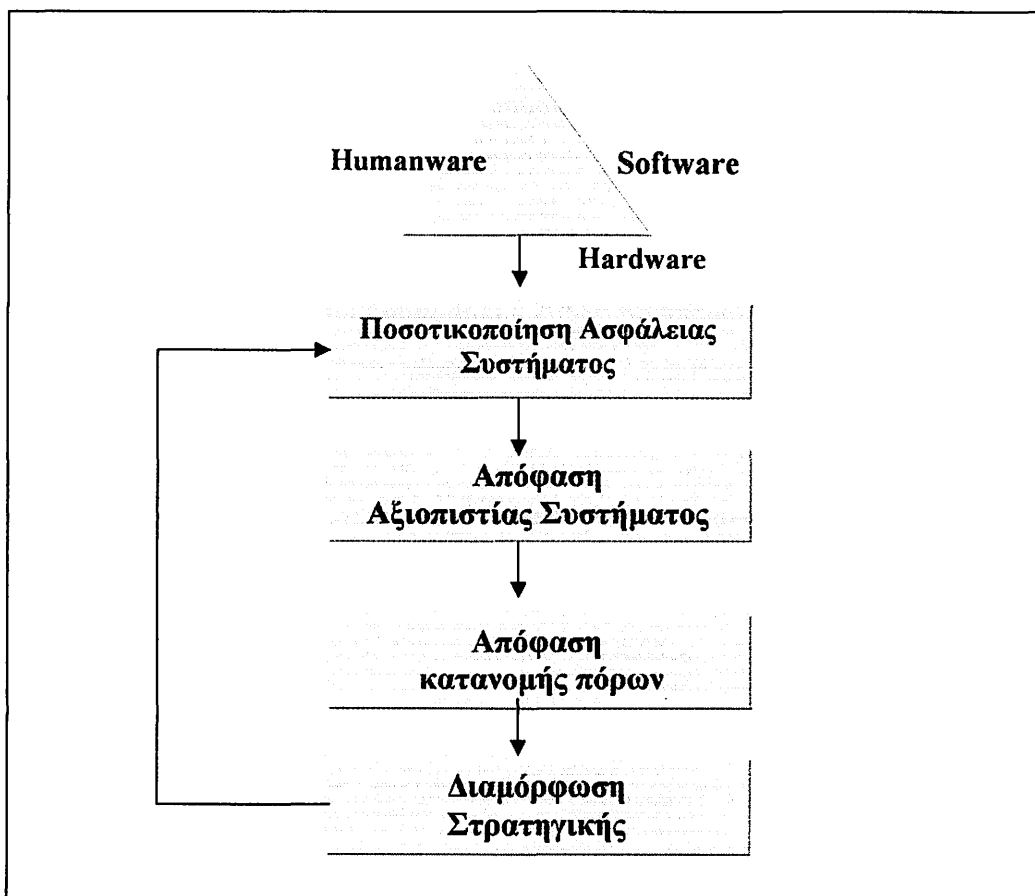 Humanware
Software
Hardware
Ποσοτικοποίηση Ασφάλειας
Συστήματος
Απόφαση
Αξιοπιστίας Συστήματος
Απόφαση
κατανομής πόρων
Διαμόρφωση
Στρατηγικής